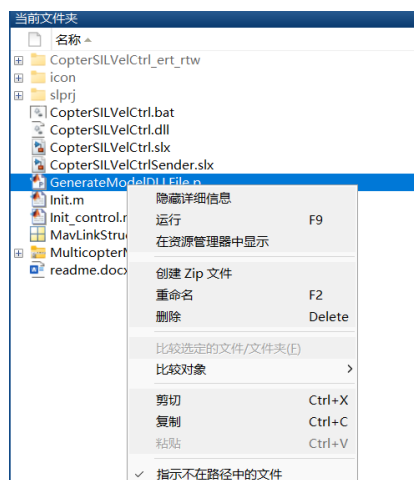 当前文件夹
名称
CopterSILVelCtrl_ert_rtw
icon
slprj
CopterSILVelCtrl.bat
CopterSILVelCtrl.dll
CopterSILVelCtrl.slx
CopterSILVelCtrlSender.slx
GenerateModelDLLFile.p
Init.m
Init_control.m
MavLinkStruc
MulticopterM
readme.docx
隐藏详细信息
运行 F9
在资源管理器中显示
创建 Zip 文件
重命名 F2
删除 Delete
比较选定的文件/文件夹(F)
比较对象
剪切 Ctrl+X
复制 Ctrl+C
粘贴 Ctrl+V
指示不在路径中的文件